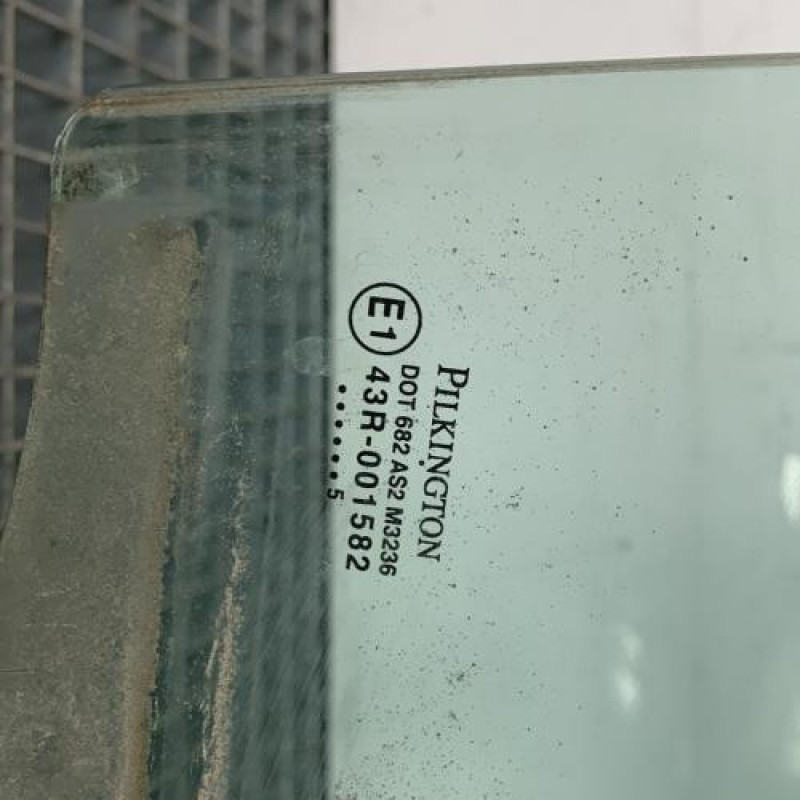 PILKINGTON
DOT 682 AS2 M3236
E1
43R-001582
.......5